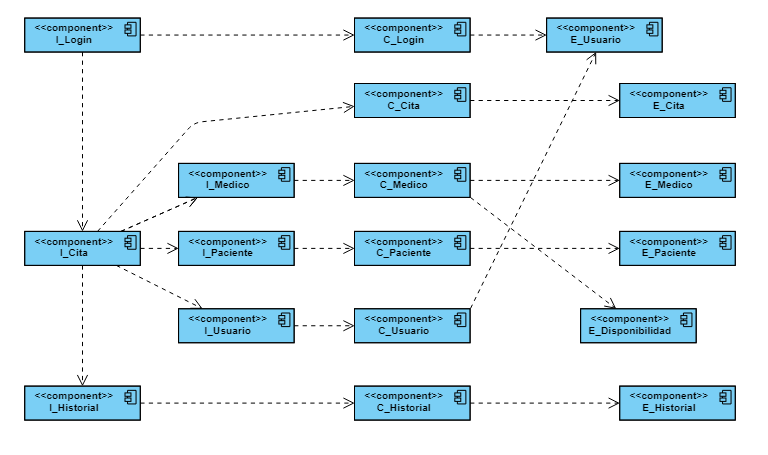 <<component>>
I_Login
<<component>>
C_Login
<<component>>
E_Usuario
<<component>>
C_Cita
<<component>>
E_Cita
<<component>>
I_Medico
<<component>>
C_Medico
<<component>>
E_Medico
<<component>>
I_Cita
<<component>>
I_Paciente
<<component>>
C_Paciente
<<component>>
E_Paciente
<<component>>
I_Usuario
<<component>>
C_Usuario
<<component>>
E_Disponibilidad
<<component>>
I_Historial
<<component>>
C_Historial
<<component>>
E_Historial